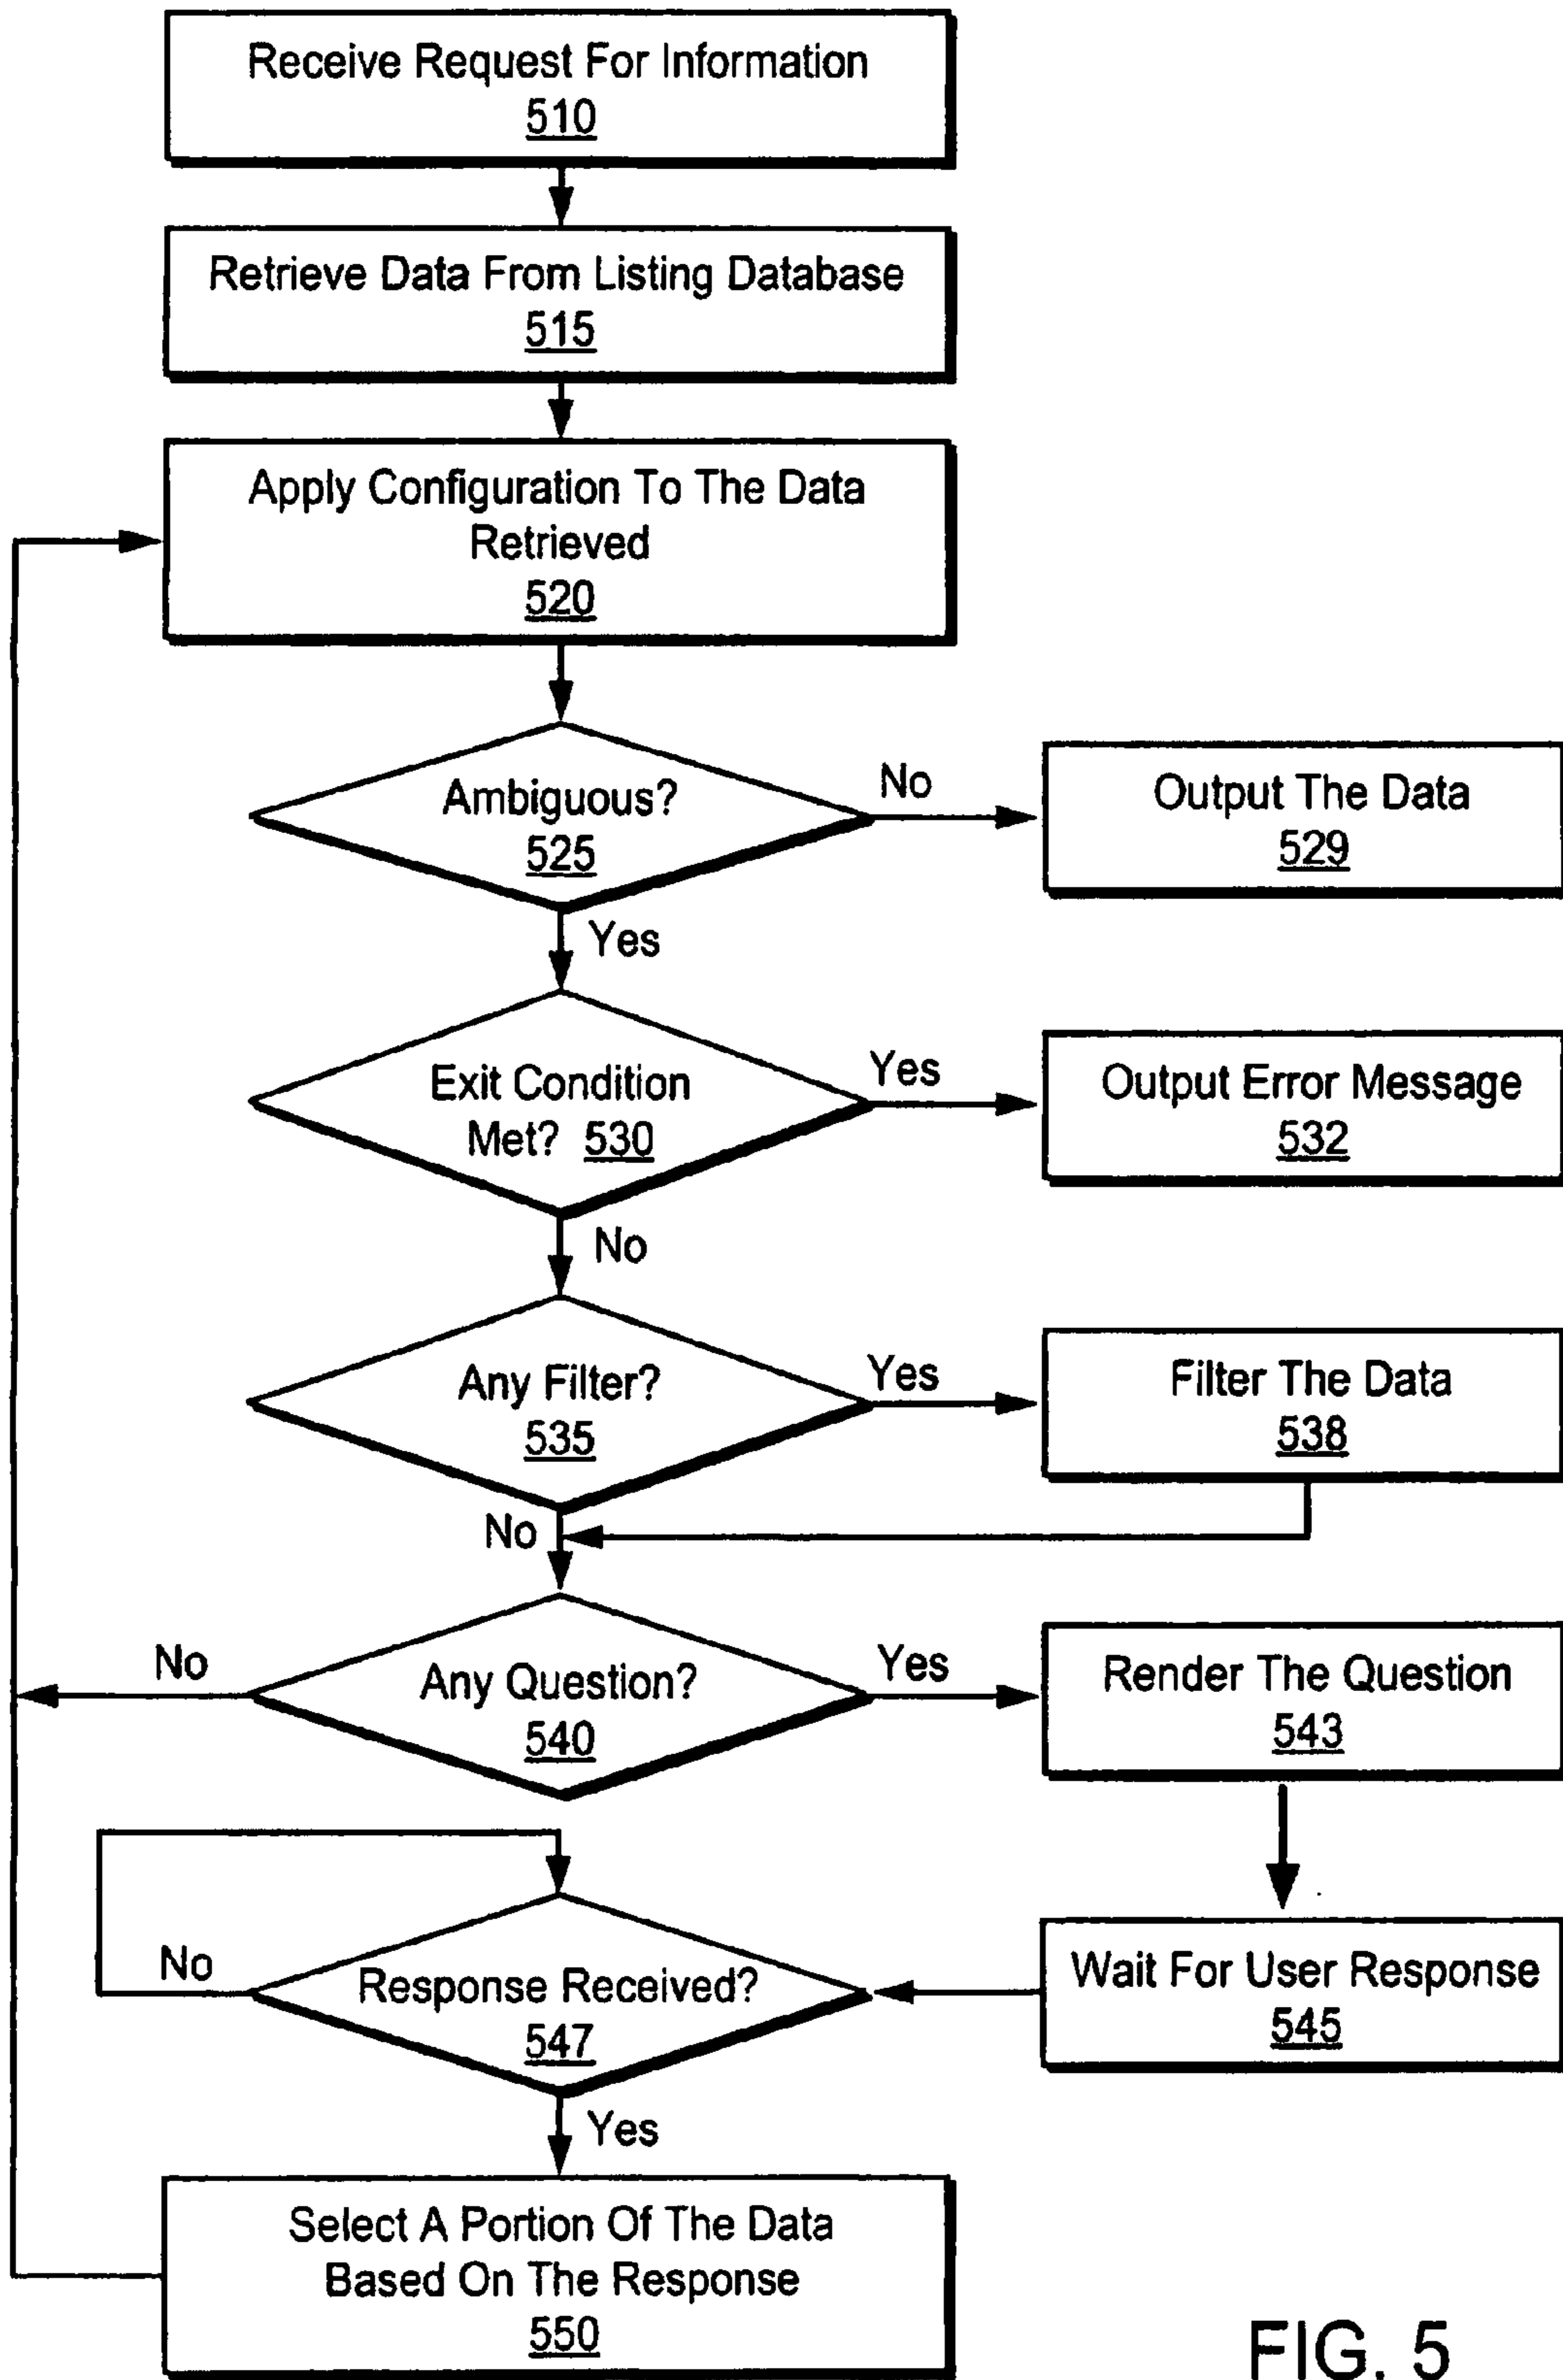 Receive Request For Information
510
Retrieve Data From Listing Database
515
Apply Configuration To The Data
Retrieved
520
Ambiguous?
525
No
Output The Data
529
Yes
Exit Condition
Met? 530
Yes
Output Error Message
532
No
Any Filter?
535
Yes
Filter The Data
538
No
Any Question?
540
No
Yes
Render The Question
543
Wait For User Response
545
Response Received?
547
No
Yes
Select A Portion Of The Data
Based On The Response
550
FIG. 5